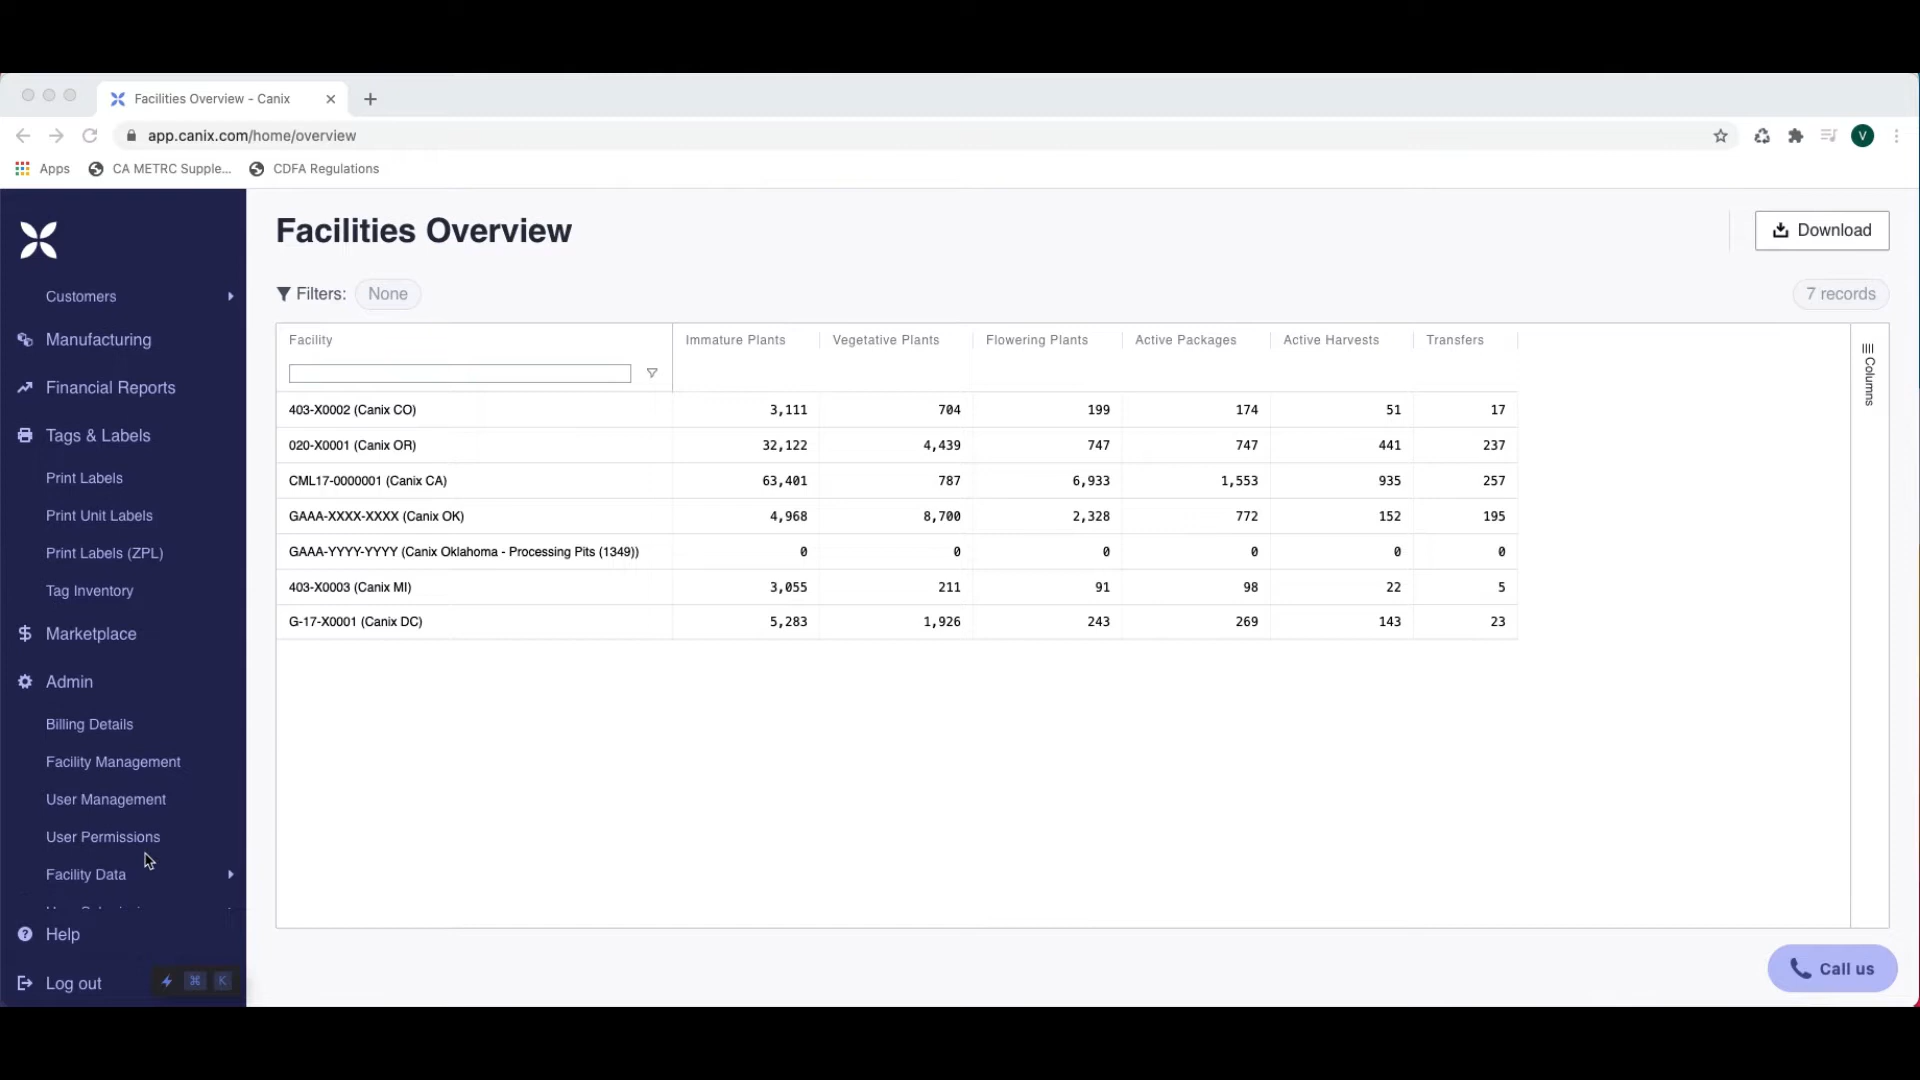 Facilities Overview - Canix
app.canix.com/home/overview
V
Apps
CA METRC Supple...
CDFA Regulations
Customers
Manufacturing
Financial Reports
Tags & Labels
Print Labels
Print Unit Labels
Print Labels (ZPL)
Tag Inventory
Marketplace
Admin
Billing Details
Facility Management
User Management
User Permissions
Facility Data
Help
Log out
⌘ K
Facilities Overview
Download
Filters: None
7 records
Facility Immature Plants Vegetative Plants Flowering Plants Active Packages Active Harvests Transfers
403-X0002 (Canix CO) 3,111 704 199 174 51 17
020-X0001 (Canix OR) 32,122 4,439 747 747 441 237
CML17-0000001 (Canix CA) 63,401 787 6,933 1,553 935 257
GAAA-XXXX-XXXX (Canix OK) 4,968 8,700 2,328 772 152 195
GAAA-YYYY-YYYY (Canix Oklahoma - Processing Pits (1349)) 0 0 0 0 0 0
403-X0003 (Canix MI) 3,055 211 91 98 22 5
G-17-X0001 (Canix DC) 5,283 1,926 243 269 143 23
Columns
Call us